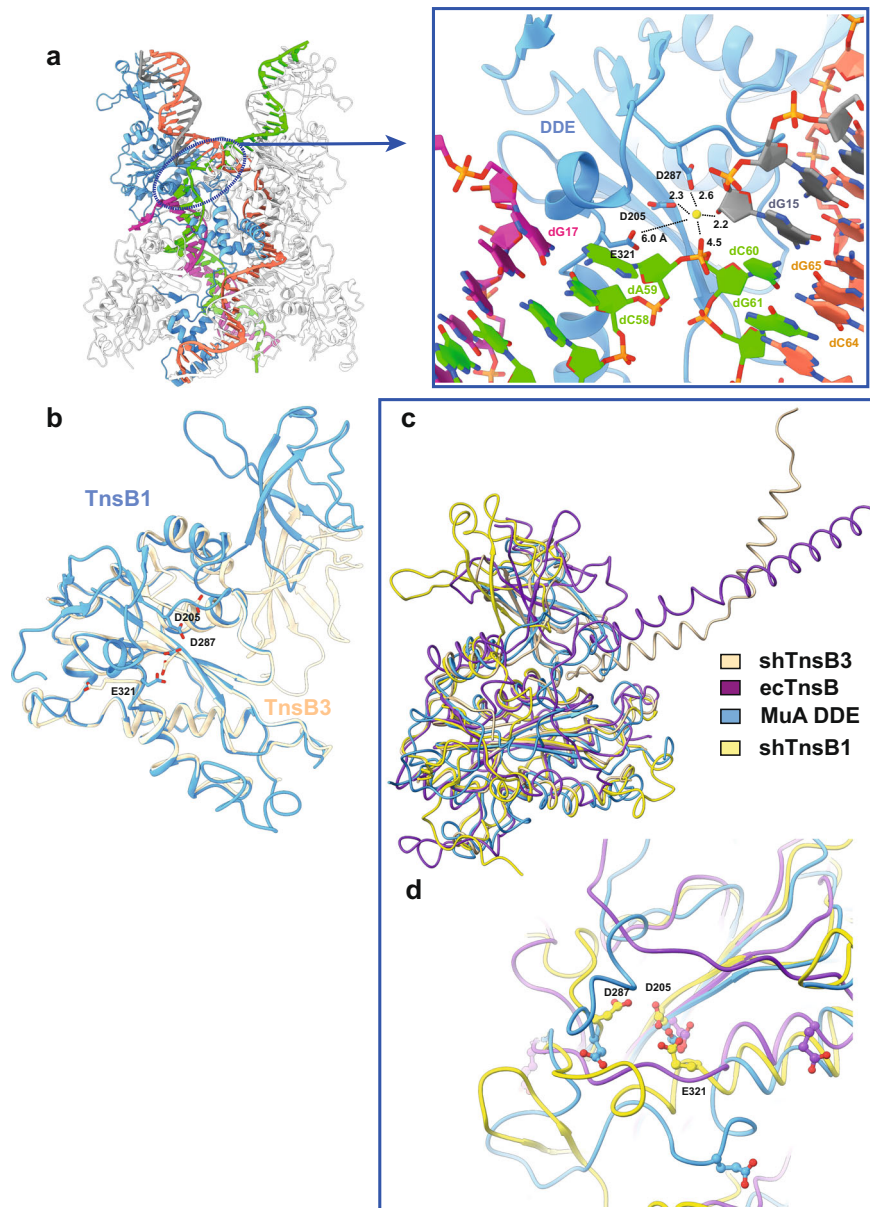 a
DDE
D287
2.3
2.6
dG15
D205
2.2
dG17
6.0 Å
4.5
E321
dC60
dG65
dA59
dG61
dC58
dC64
b
c
TnsB1
D205
D287
E321
TnsB3
shTnsB3
ecTnsB
MuA DDE
shTnsB1
d
D287
D205
E321